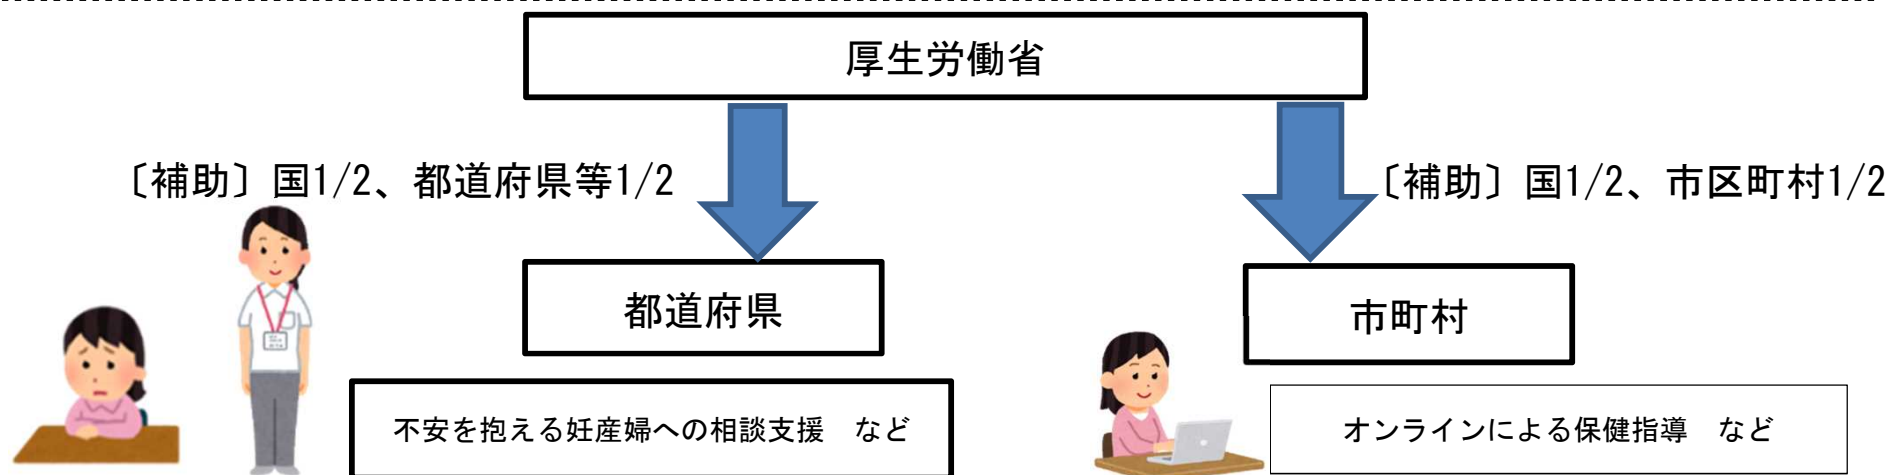 厚生労働省
〔補助〕国1/2、都道府県等1/2
〔補助〕国1/2、市区町村1/2
都道府県
市町村
不安を抱える妊産婦への相談支援　など
オンラインによる保健指導　など